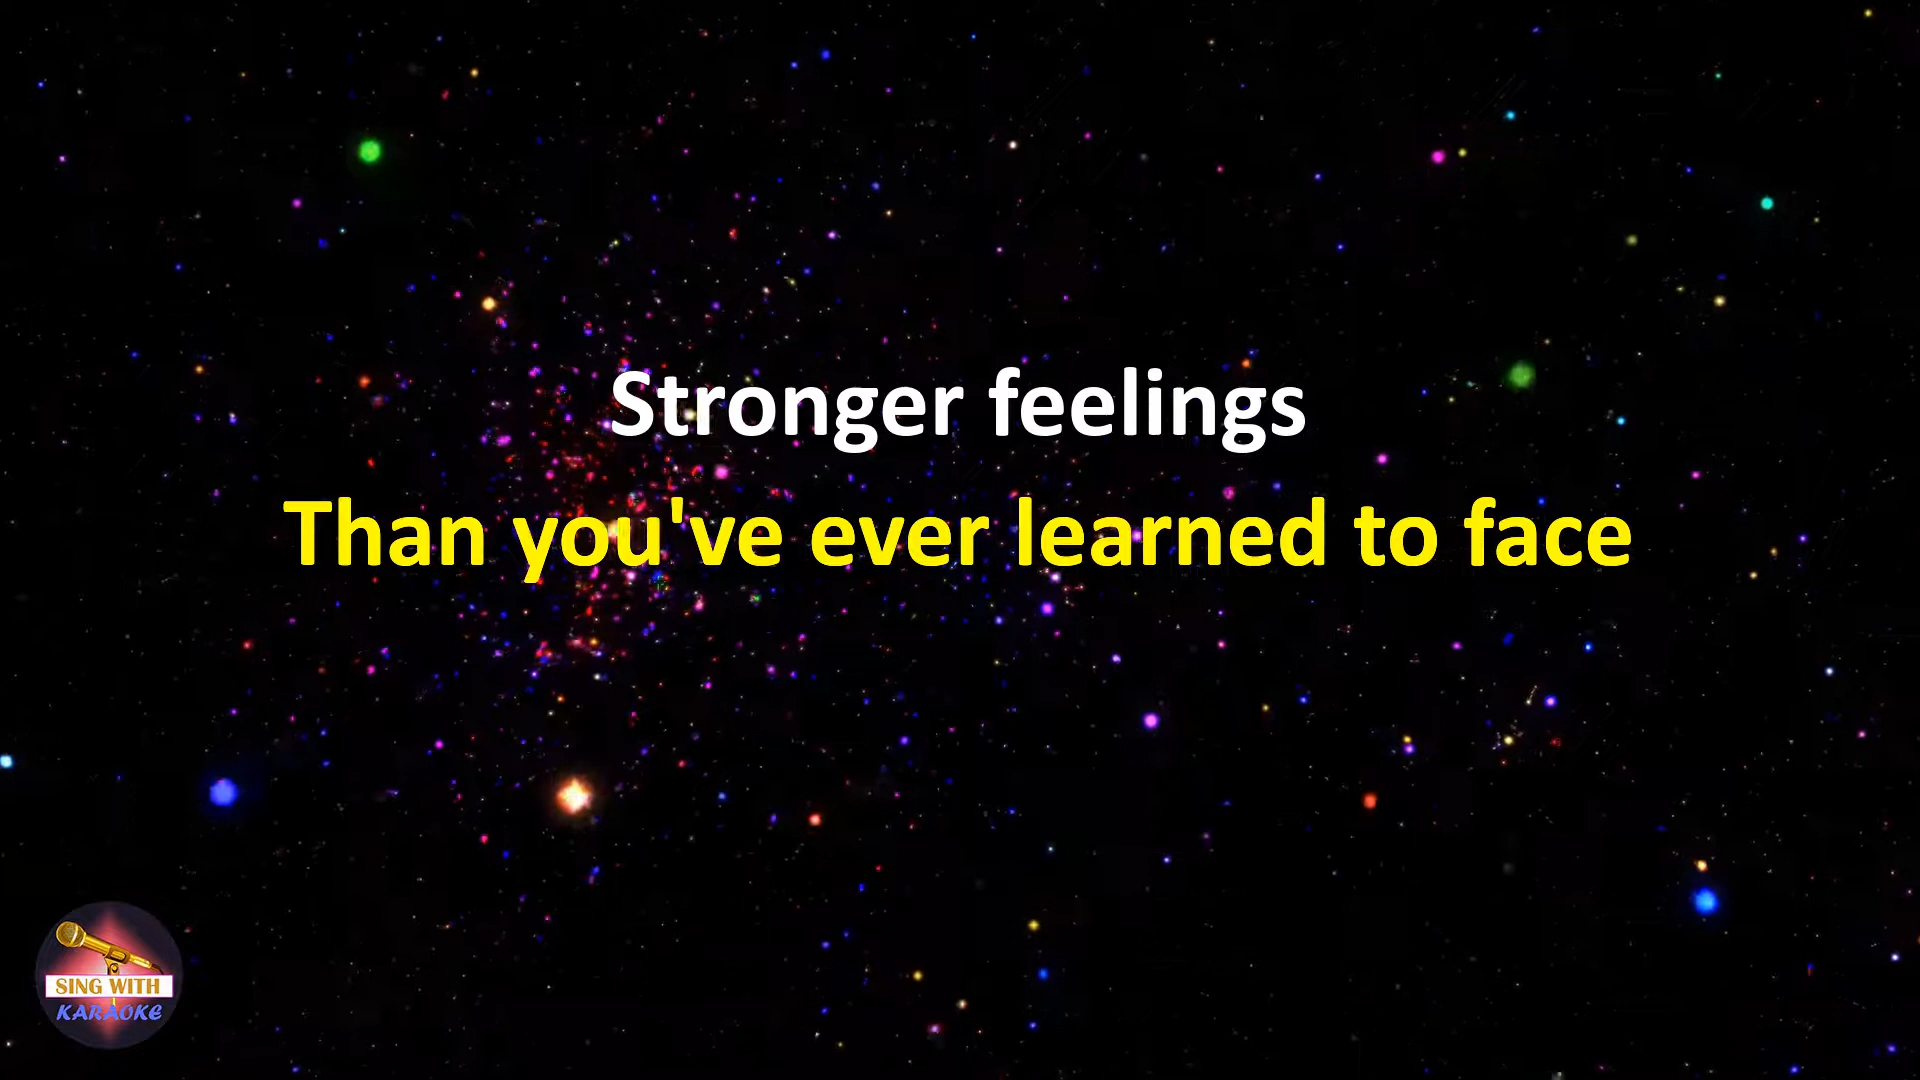 Stronger feelings
Than you've ever learned to face
SING WITH
KARAOKE